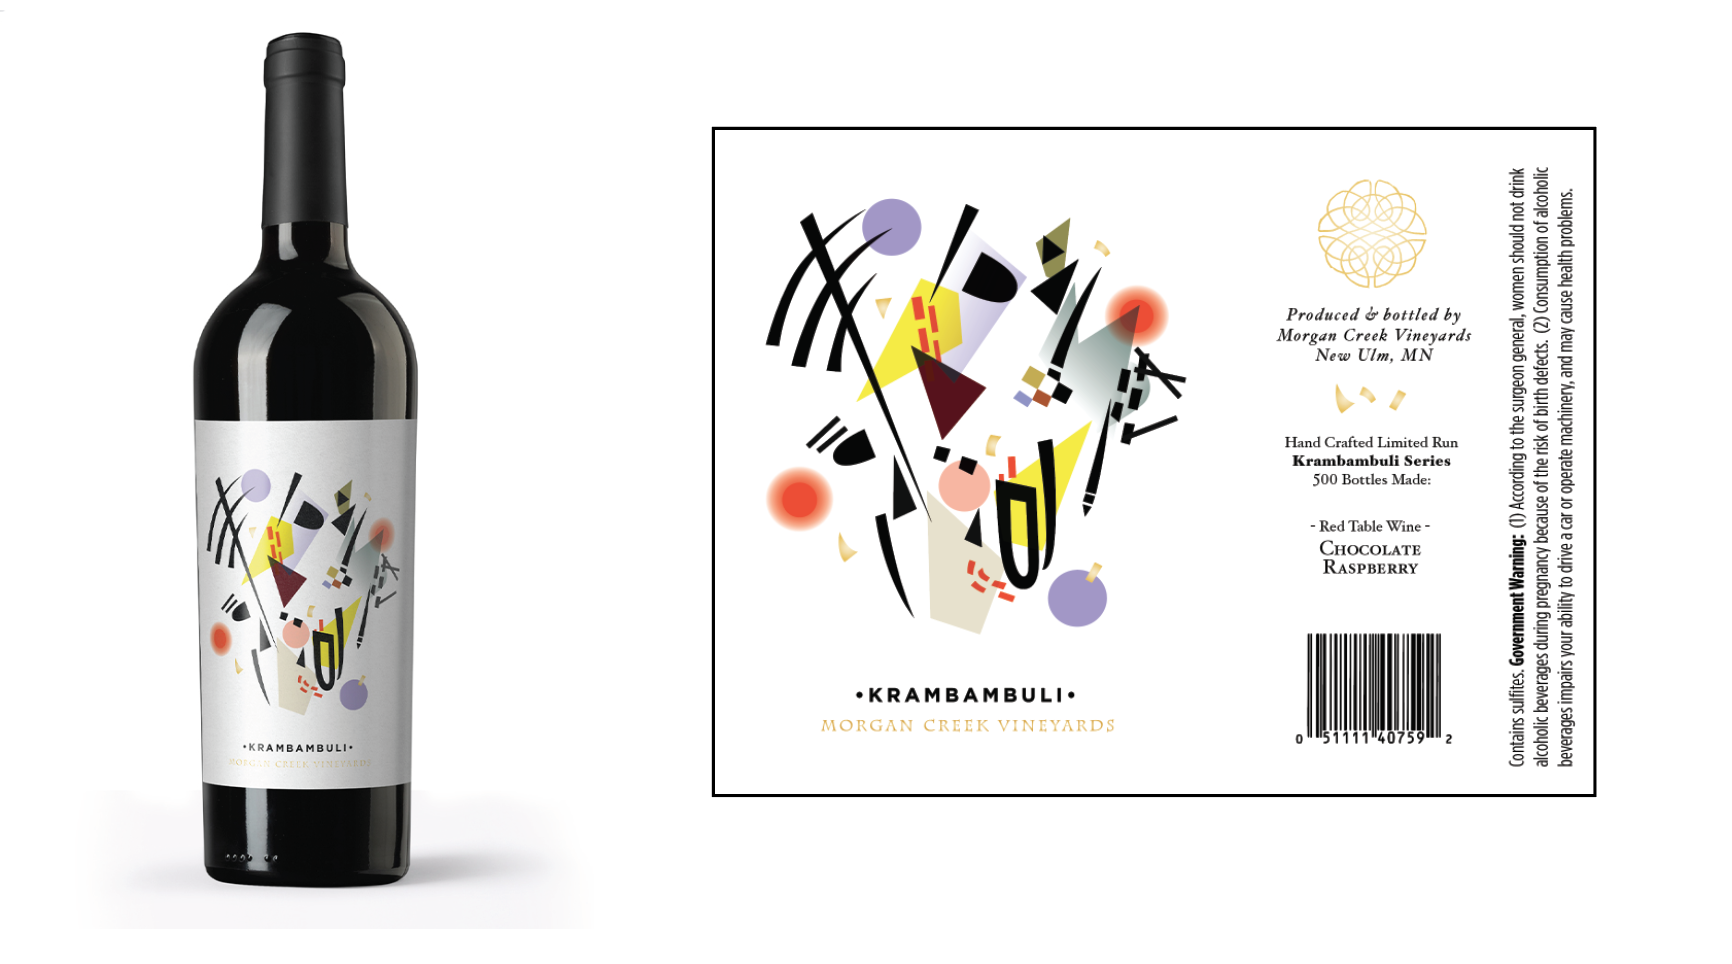 •KRAMBAMBULI•
MORGAN CREEK VINEYARDS
•KRAMBAMBULI•
MORGAN CREEK VINEYARDS
Produced & bottled by
Morgan Creek Vineyards
New Ulm, MN
Hand Crafted Limited Run
Krambambuli Series
500 Bottles Made:
- Red Table Wine -
CHOCOLATE
RASPBERRY
0 51111 40759 2
Contains sulfites. Government Warning: (1) According to the surgeon general, women should not drink
alcoholic beverages during pregnancy because of the risk of birth defects. (2) Consumption of alcoholic
beverages impairs your ability to drive a car or operate machinery, and may cause health problems.